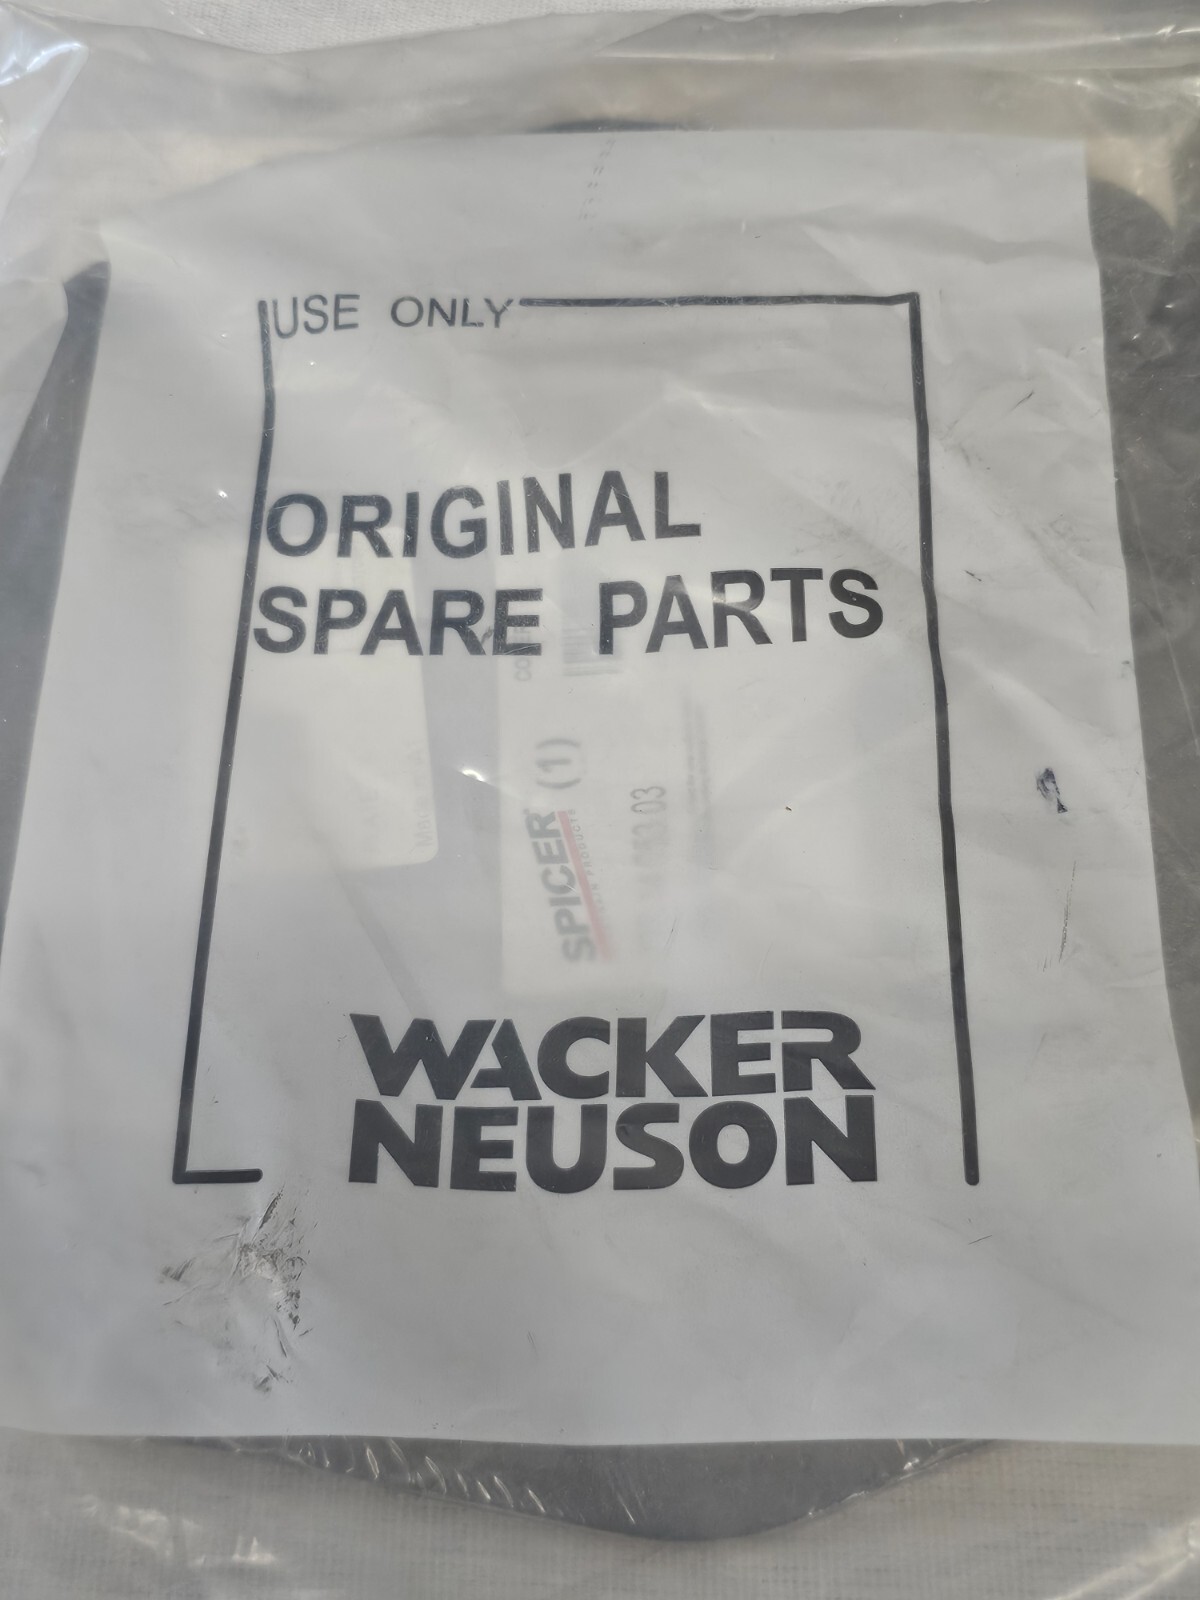 USE ONLY
ORIGINAL
SPARE PARTS
SPICER (1)
WACKER
NEUSON